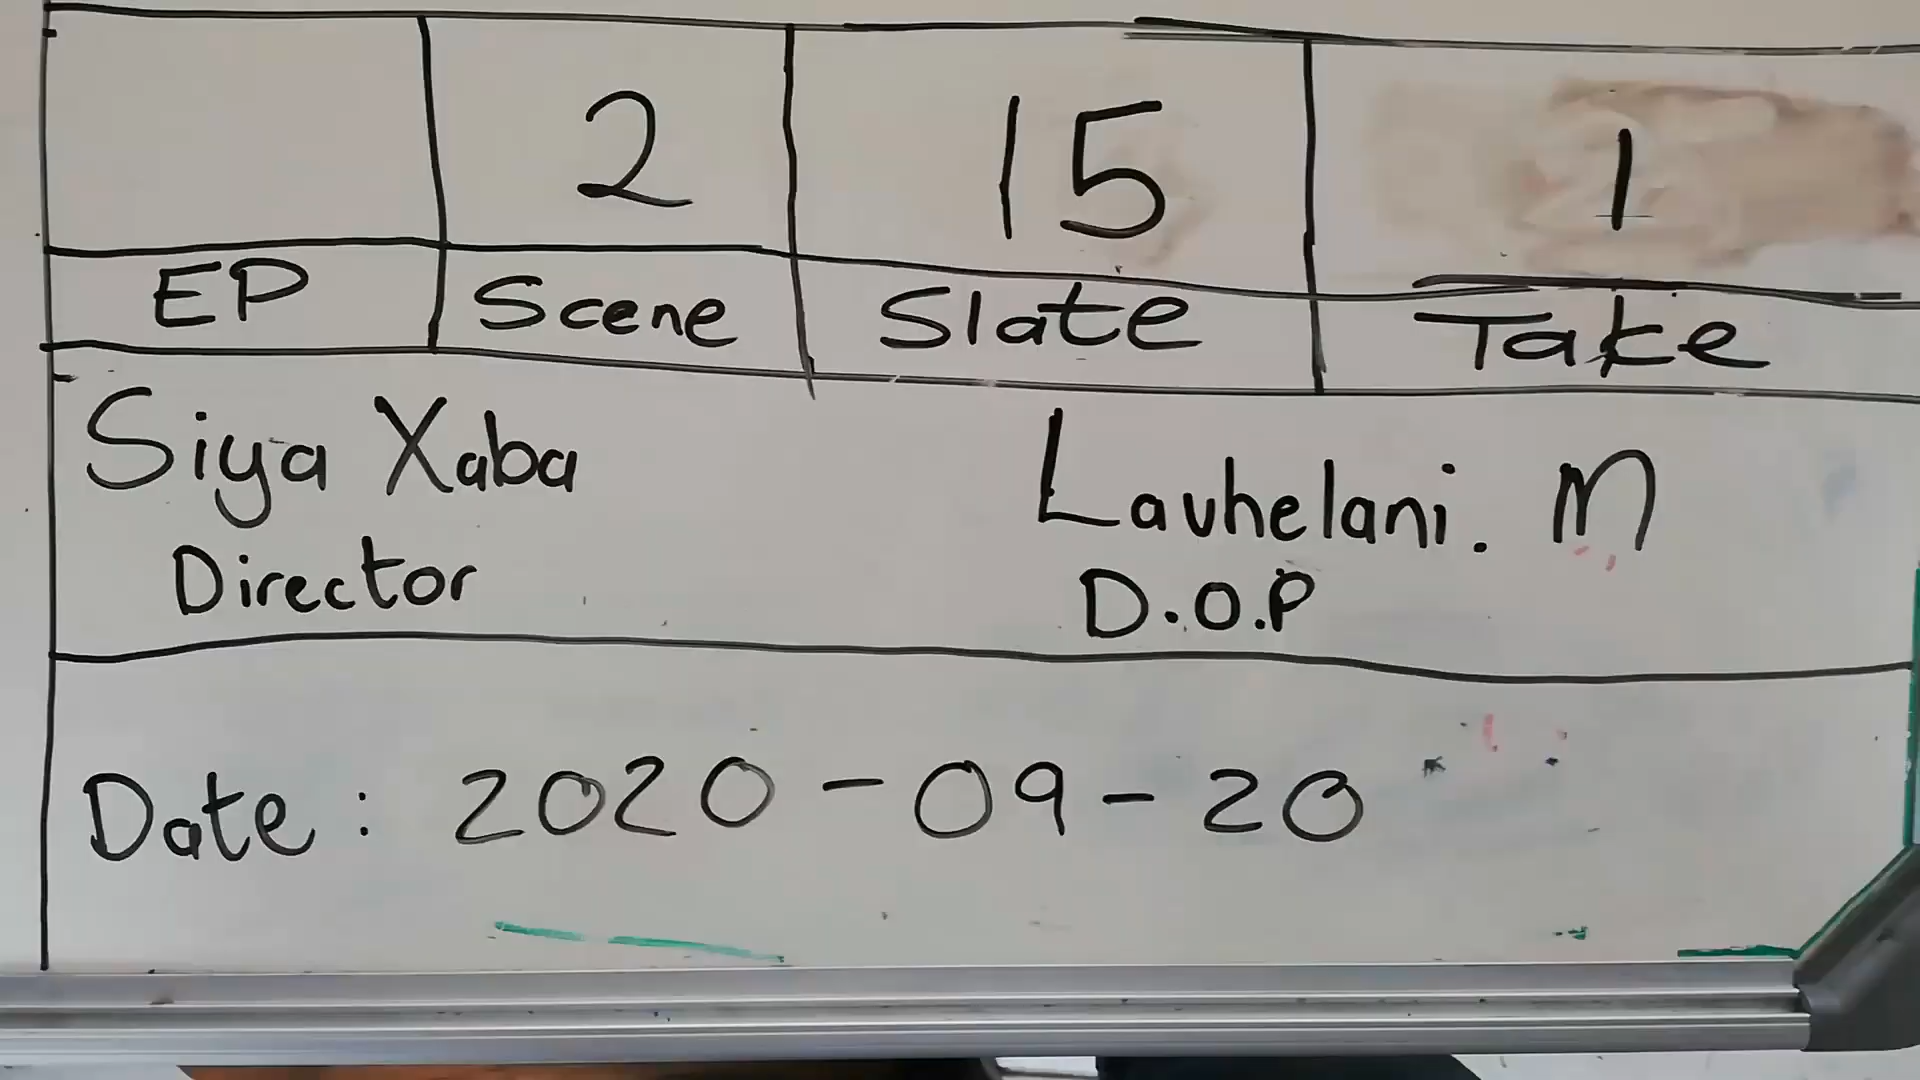 2 15 1
EP Scene Slate Take
Siya Xaba Lavhelani. M
Director D.O.P
Date: 2020-09-20